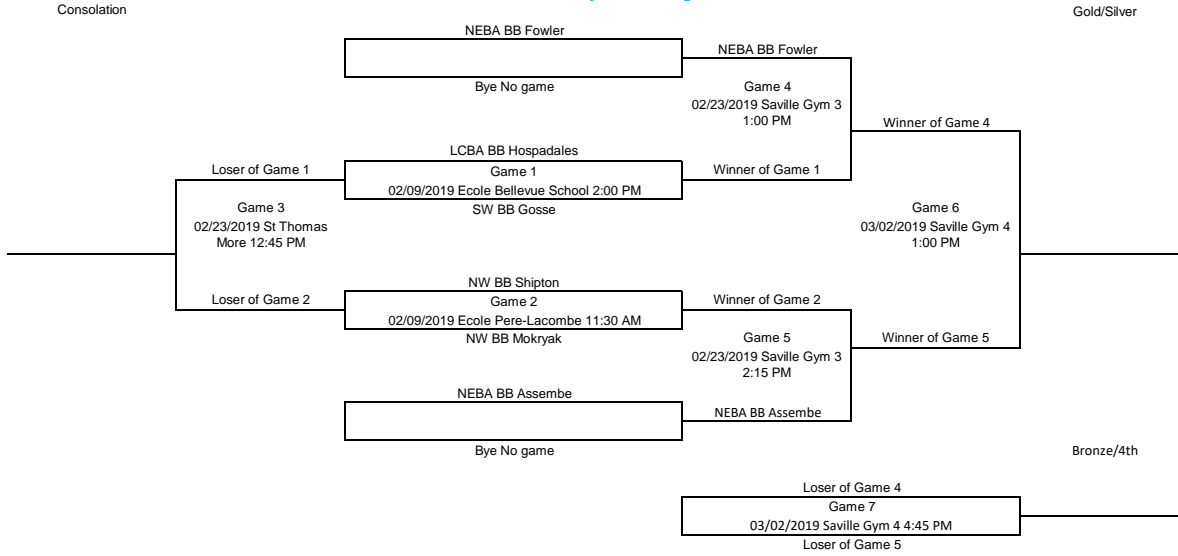 Consolation
Gold/Silver
NEBA BB Fowler
NEBA BB Fowler
Bye No game
Game 4
02/23/2019 Saville Gym 3
1:00 PM
Winner of Game 4
LCBA BB Hospadales
Loser of Game 1
Game 1
Winner of Game 1
02/09/2019 Ecole Bellevue School 2:00 PM
SW BB Gosse
Game 3
02/23/2019 St Thomas
More 12:45 PM
Game 6
03/02/2019 Saville Gym 4
1:00 PM
NW BB Shipton
Loser of Game 2
Game 2
Winner of Game 2
02/09/2019 Ecole Pere-Lacombe 11:30 AM
NW BB Mokryak
Game 5
02/23/2019 Saville Gym 3
2:15 PM
Winner of Game 5
NEBA BB Assembe
NEBA BB Assembe
Bye No game
Bronze/4th
Loser of Game 4
Game 7
03/02/2019 Saville Gym 4 4:45 PM
Loser of Game 5